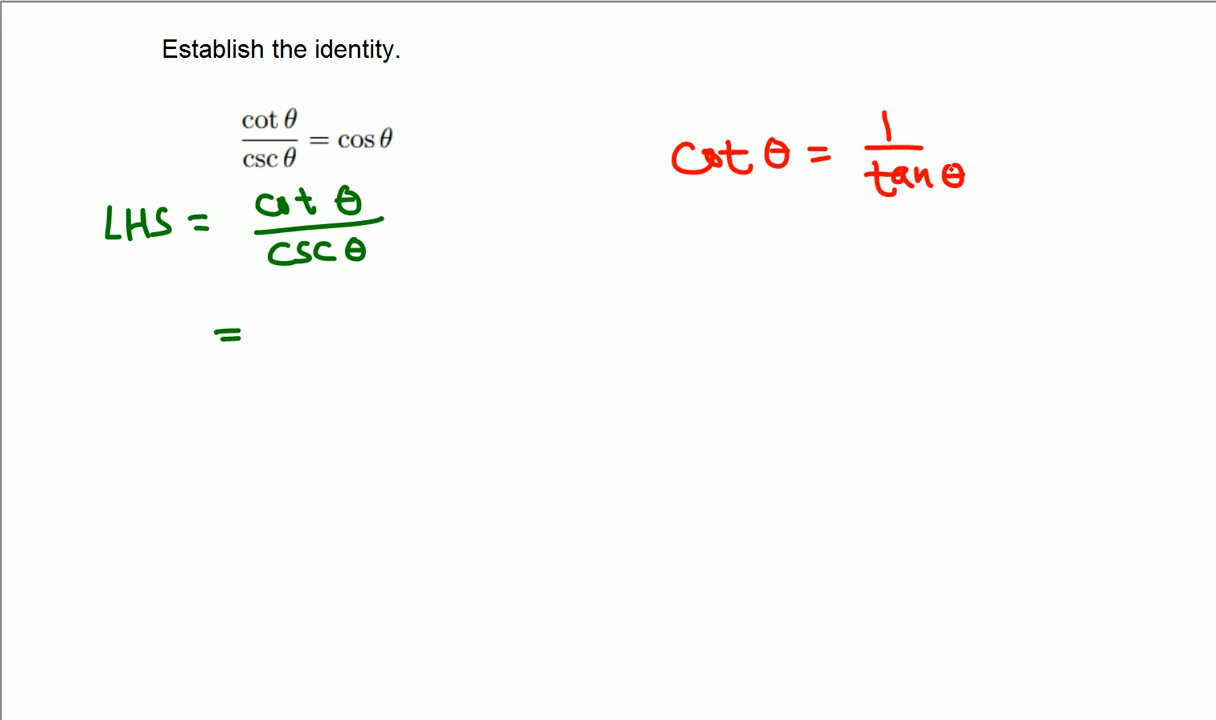 Establish the identity.
cot θ / csc θ = cos θ
cot θ = 1 / tan θ
LHS = cot θ / csc θ
=